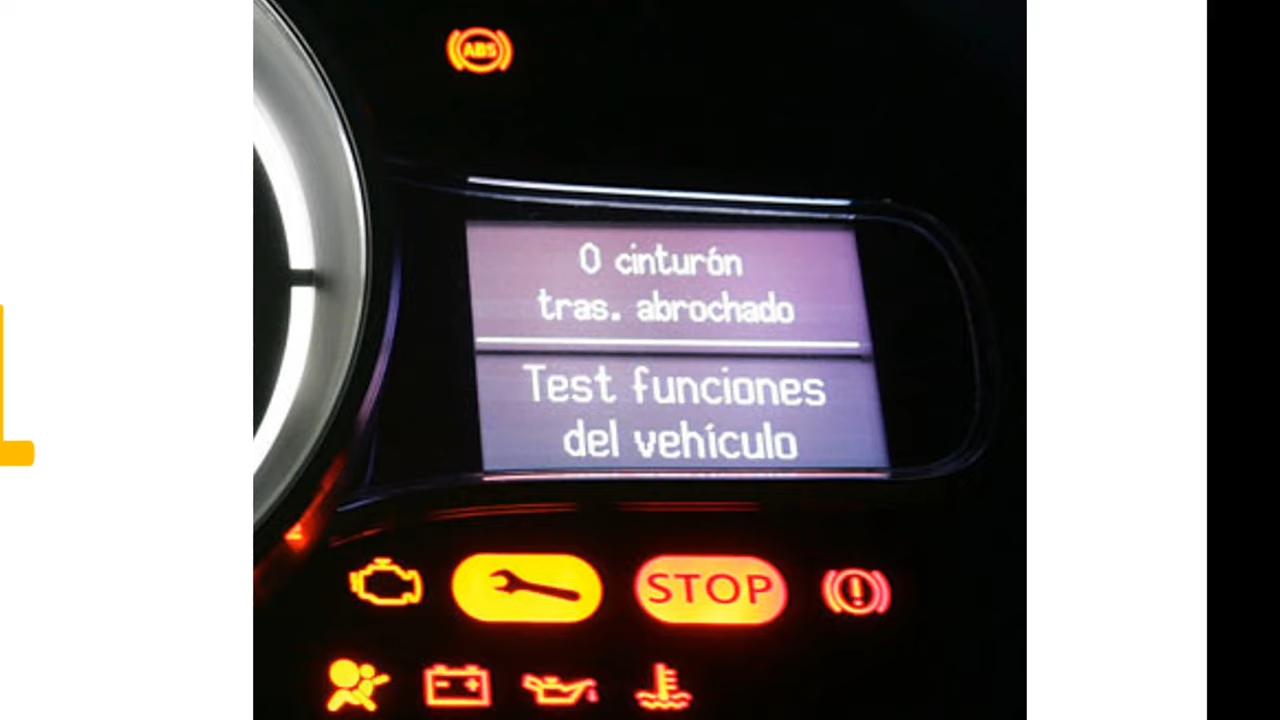 ABS
0 cinturón
tras. abrochado
Test funciones
del vehículo
STOP